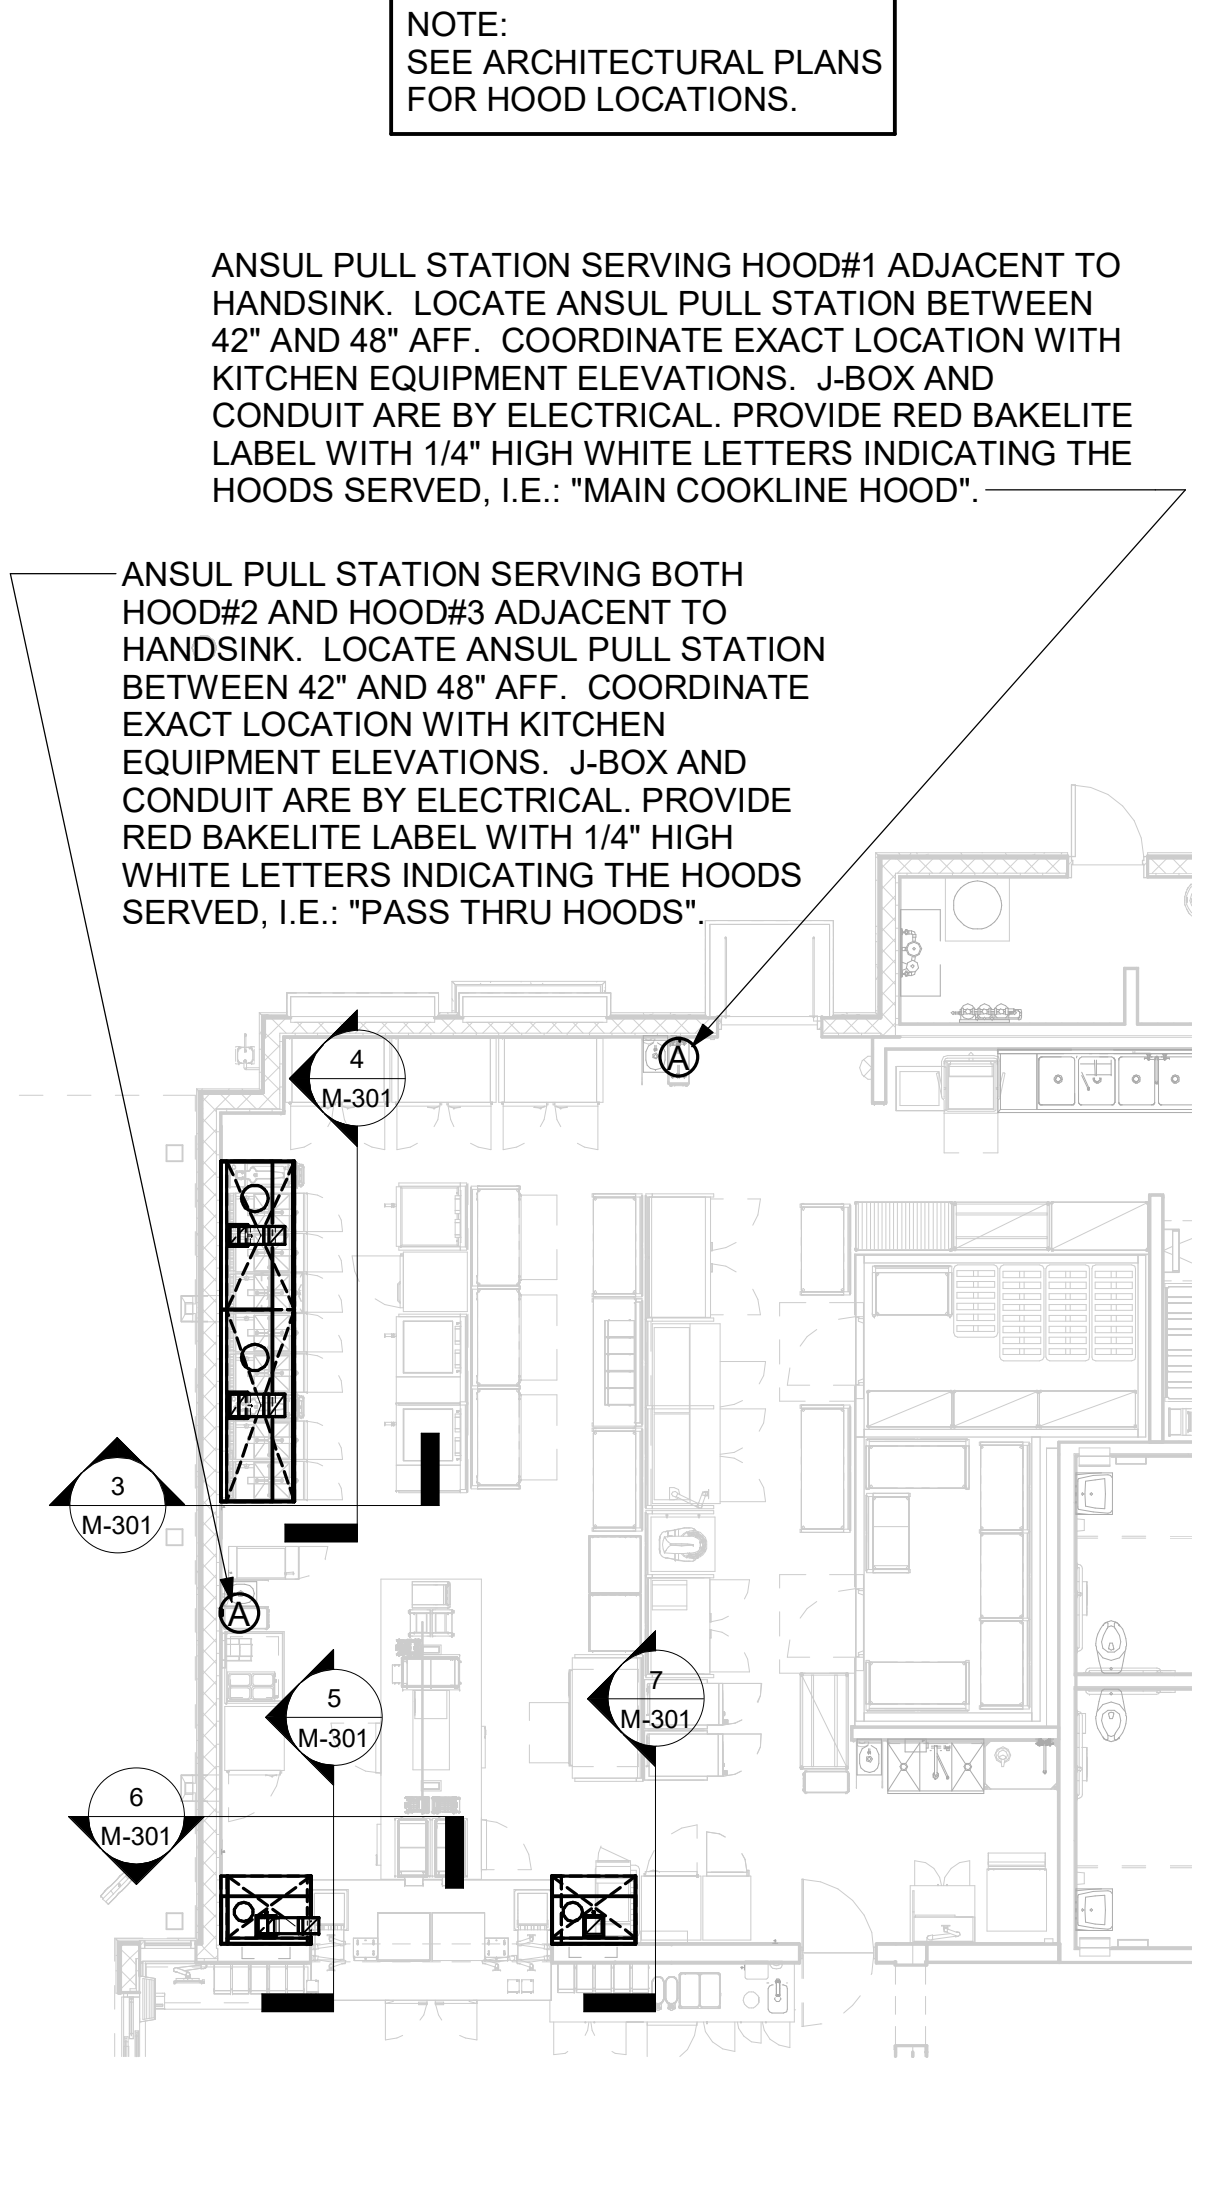 NOTE:
SEE ARCHITECTURAL PLANS
FOR HOOD LOCATIONS.
ANSUL PULL STATION SERVING HOOD#1 ADJACENT TO
HANDSINK.  LOCATE ANSUL PULL STATION BETWEEN
42" AND 48" AFF.  COORDINATE EXACT LOCATION WITH
KITCHEN EQUIPMENT ELEVATIONS.  J-BOX AND
CONDUIT ARE BY ELECTRICAL. PROVIDE RED BAKELITE
LABEL WITH 1/4" HIGH WHITE LETTERS INDICATING THE
HOODS SERVED, I.E.: "MAIN COOKLINE HOOD".
ANSUL PULL STATION SERVING BOTH
HOOD#2 AND HOOD#3 ADJACENT TO
HANDSINK.  LOCATE ANSUL PULL STATION
BETWEEN 42" AND 48" AFF.  COORDINATE
EXACT LOCATION WITH KITCHEN
EQUIPMENT ELEVATIONS.  J-BOX AND
CONDUIT ARE BY ELECTRICAL. PROVIDE
RED BAKELITE LABEL WITH 1/4" HIGH
WHITE LETTERS INDICATING THE HOODS
SERVED, I.E.: "PASS THRU HOODS".
A
4
M-301
3
M-301
A
5
M-301
7
M-301
6
M-301